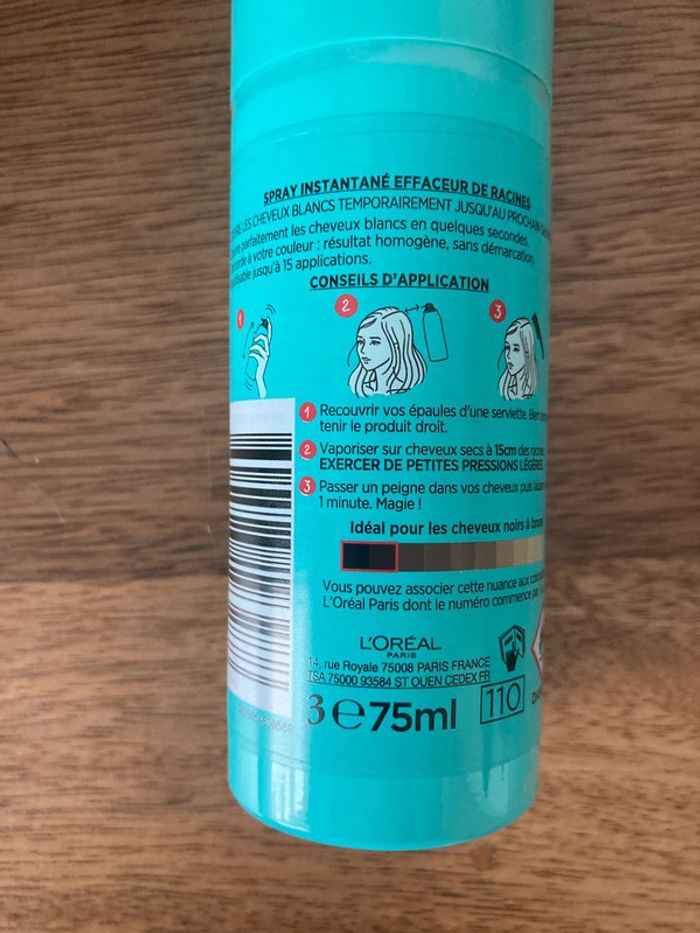 SPRAY INSTANTANÉ EFFACEUR DE RACINES
LES CHEVEUX BLANCS TEMPORAIREMENT JUSQU'AU PROCHAIN
parfaitement les cheveux blancs en quelques secondes.
à votre couleur : résultat homogène, sans démarcation.
jusqu'à 15 applications.
CONSEILS D'APPLICATION
1
2
3
1 Recouvrir vos épaules d'une serviette. Bien
tenir le produit droit.
2 Vaporiser sur cheveux secs à 15cm des
EXERCER DE PETITES PRESSIONS LÉGÈRES.
3 Passer un peigne dans vos cheveux puis
1 minute. Magie !
Idéal pour les cheveux noirs à
Vous pouvez associer cette nuance aux
L'Oréal Paris dont le numéro commence par
L'ORÉAL
PARIS
14, rue Royale 75008 PARIS FRANCE
TSA 75000 93584 ST OUEN CEDEX FR
3 e 75ml 110